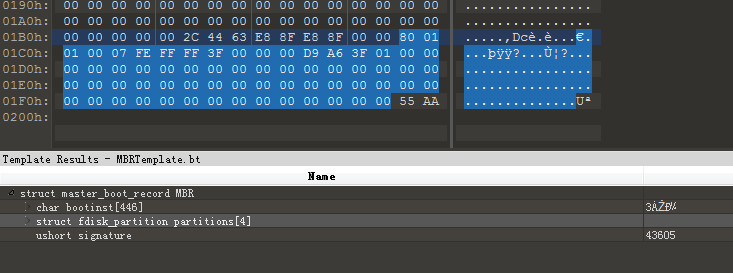 0190h: 00 00 00 00 00 00 00 00 00 00 00 00 00 00 00 00 ................
01A0h: 00 00 00 00 00 00 00 00 00 00 00 00 00 00 00 00 ................
01B0h: 00 00 00 00 00 2C 44 63 E8 8F E8 8F 00 00 80 01 .....,Dcè.è...€.
01C0h: 01 00 07 FE FF FF 3F 00 00 00 D9 A6 3F 01 00 00 ...þÿÿ?...Ù¦?...
01D0h: 00 00 00 00 00 00 00 00 00 00 00 00 00 00 00 00 ................
01E0h: 00 00 00 00 00 00 00 00 00 00 00 00 00 00 00 00 ................
01F0h: 00 00 00 00 00 00 00 00 00 00 00 00 00 00 55 AA ..............Uª
0200h:
Template Results - MBRTemplate.bt
Name
struct master_boot_record MBR
char bootinst[446]
struct fdisk_partition partitions[4]
ushort signature 43605